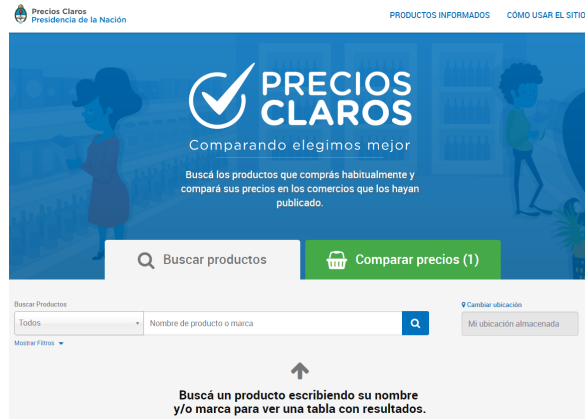 Precios Claros
Presidencia de la Nación
PRODUCTOS INFORMADOS CÓMO USAR EL SITIO
PRECIOS
CLAROS
Comparando elegimos mejor
Buscá los productos que comprás habitualmente y
compará sus precios en los comercios que los hayan
publicado.
Buscar productos
Comparar precios (1)
Buscar Productos
Cambiar ubicación
Todos
Nombre de producto o marca
Mi ubicación almacenada
Mostrar Filtros
Buscá un producto escribiendo su nombre
y/o marca para ver una tabla con resultados.